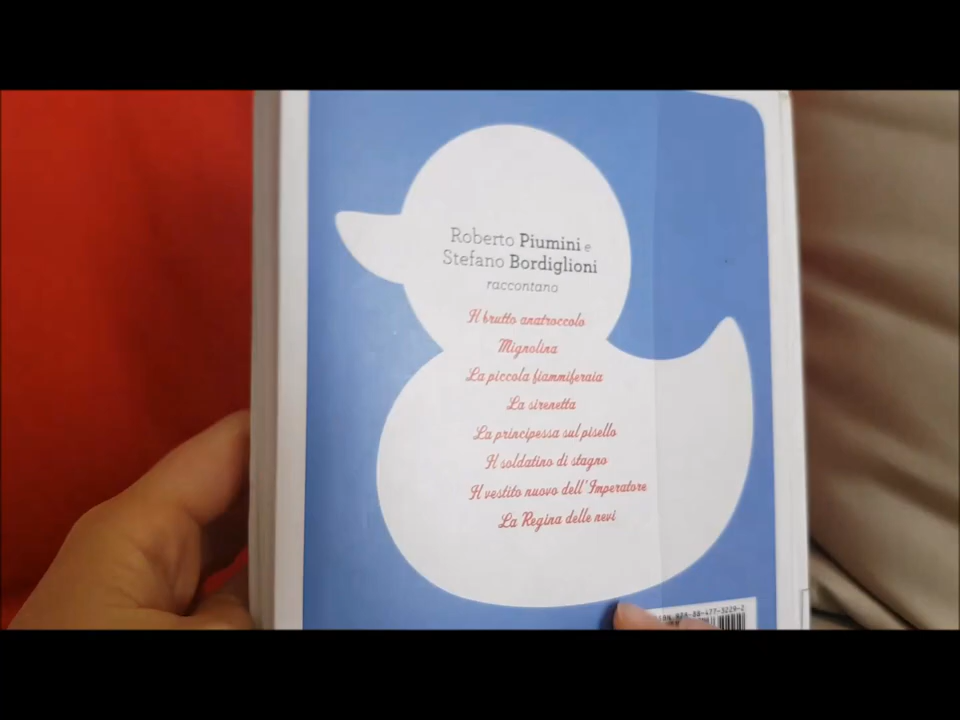 Roberto Piumini e
Stefano Bordiglioni
raccontano
Il brutto anatroccolo
Mignolina
La piccola fiammiferaia
La sirenetta
La principessa sul pisello
Il soldatino di stagno
Il vestito nuovo dell'Imperatore
La Regina delle nevi